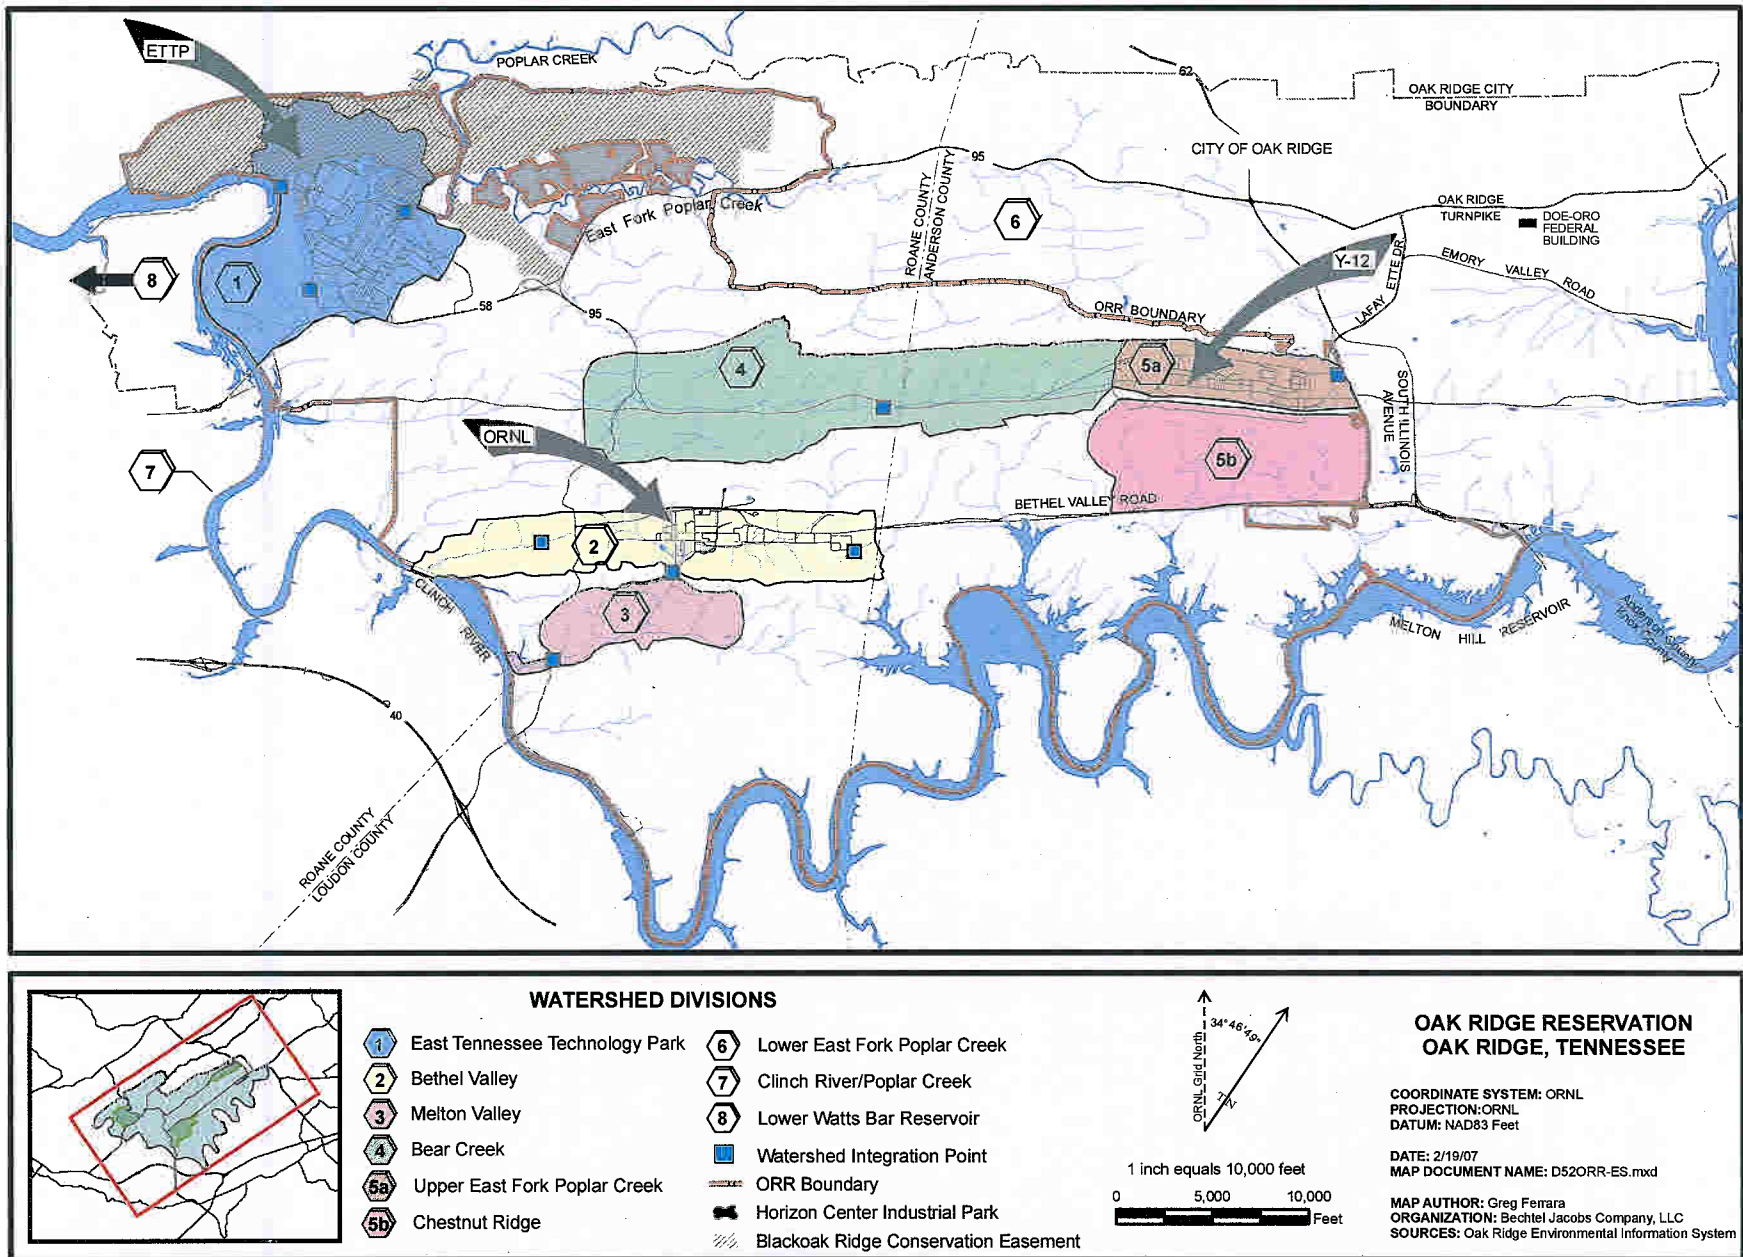 ETTP
POPLAR CREEK
62
OAK RIDGE CITY
BOUNDARY
CITY OF OAK RIDGE
95
ROANE COUNTY
ANDERSON COUNTY
East Fork Poplar Creek
6
OAK RIDGE
TURNPIKE
DOE-ORO
FEDERAL
BUILDING
Y-12
LAFAYETTE DR
EMORY VALLEY ROAD
8
1
58
95
ORR BOUNDARY
4
5a
SOUTH ILLINOIS
AVENUE
ORNL
7
5b
BETHEL VALLEY ROAD
2
3
CLINCH RIVER
MELTON HILL RESERVOIR
Anderson County
Knox County
40
ROANE COUNTY
LOUDON COUNTY
WATERSHED DIVISIONS
1 East Tennessee Technology Park
2 Bethel Valley
3 Melton Valley
4 Bear Creek
5a Upper East Fork Poplar Creek
5b Chestnut Ridge
6 Lower East Fork Poplar Creek
7 Clinch River/Poplar Creek
8 Lower Watts Bar Reservoir
Watershed Integration Point
ORR Boundary
Horizon Center Industrial Park
Blackoak Ridge Conservation Easement
ORNL Grid North
34°46'49"
TN
1 inch equals 10,000 feet
0 5,000 10,000
Feet
OAK RIDGE RESERVATION
OAK RIDGE, TENNESSEE
COORDINATE SYSTEM: ORNL
PROJECTION:ORNL
DATUM: NAD83 Feet
DATE: 2/19/07
MAP DOCUMENT NAME: D52ORR-ES.mxd
MAP AUTHOR: Greg Ferrara
ORGANIZATION: Bechtel Jacobs Company, LLC
SOURCES: Oak Ridge Environmental Information System